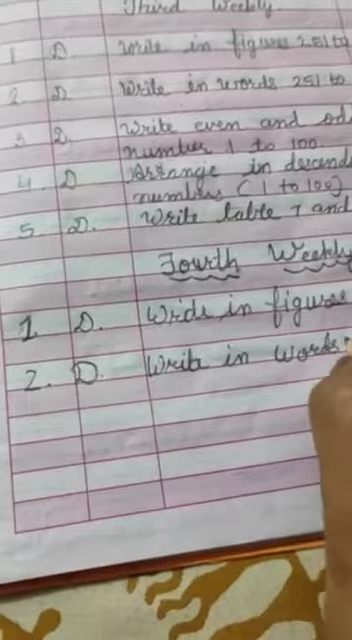 Third Weekly
1 D. Write in figures 251 to
2 D. Write in words 251 to
3 D. Write even and odd
number 1 to 100.
4. D Arrange in descend
numbers (1 to 100)
5 D. Write table 7 and
Fourth Weekly
1. D. Write in figures
2. D. Write in words